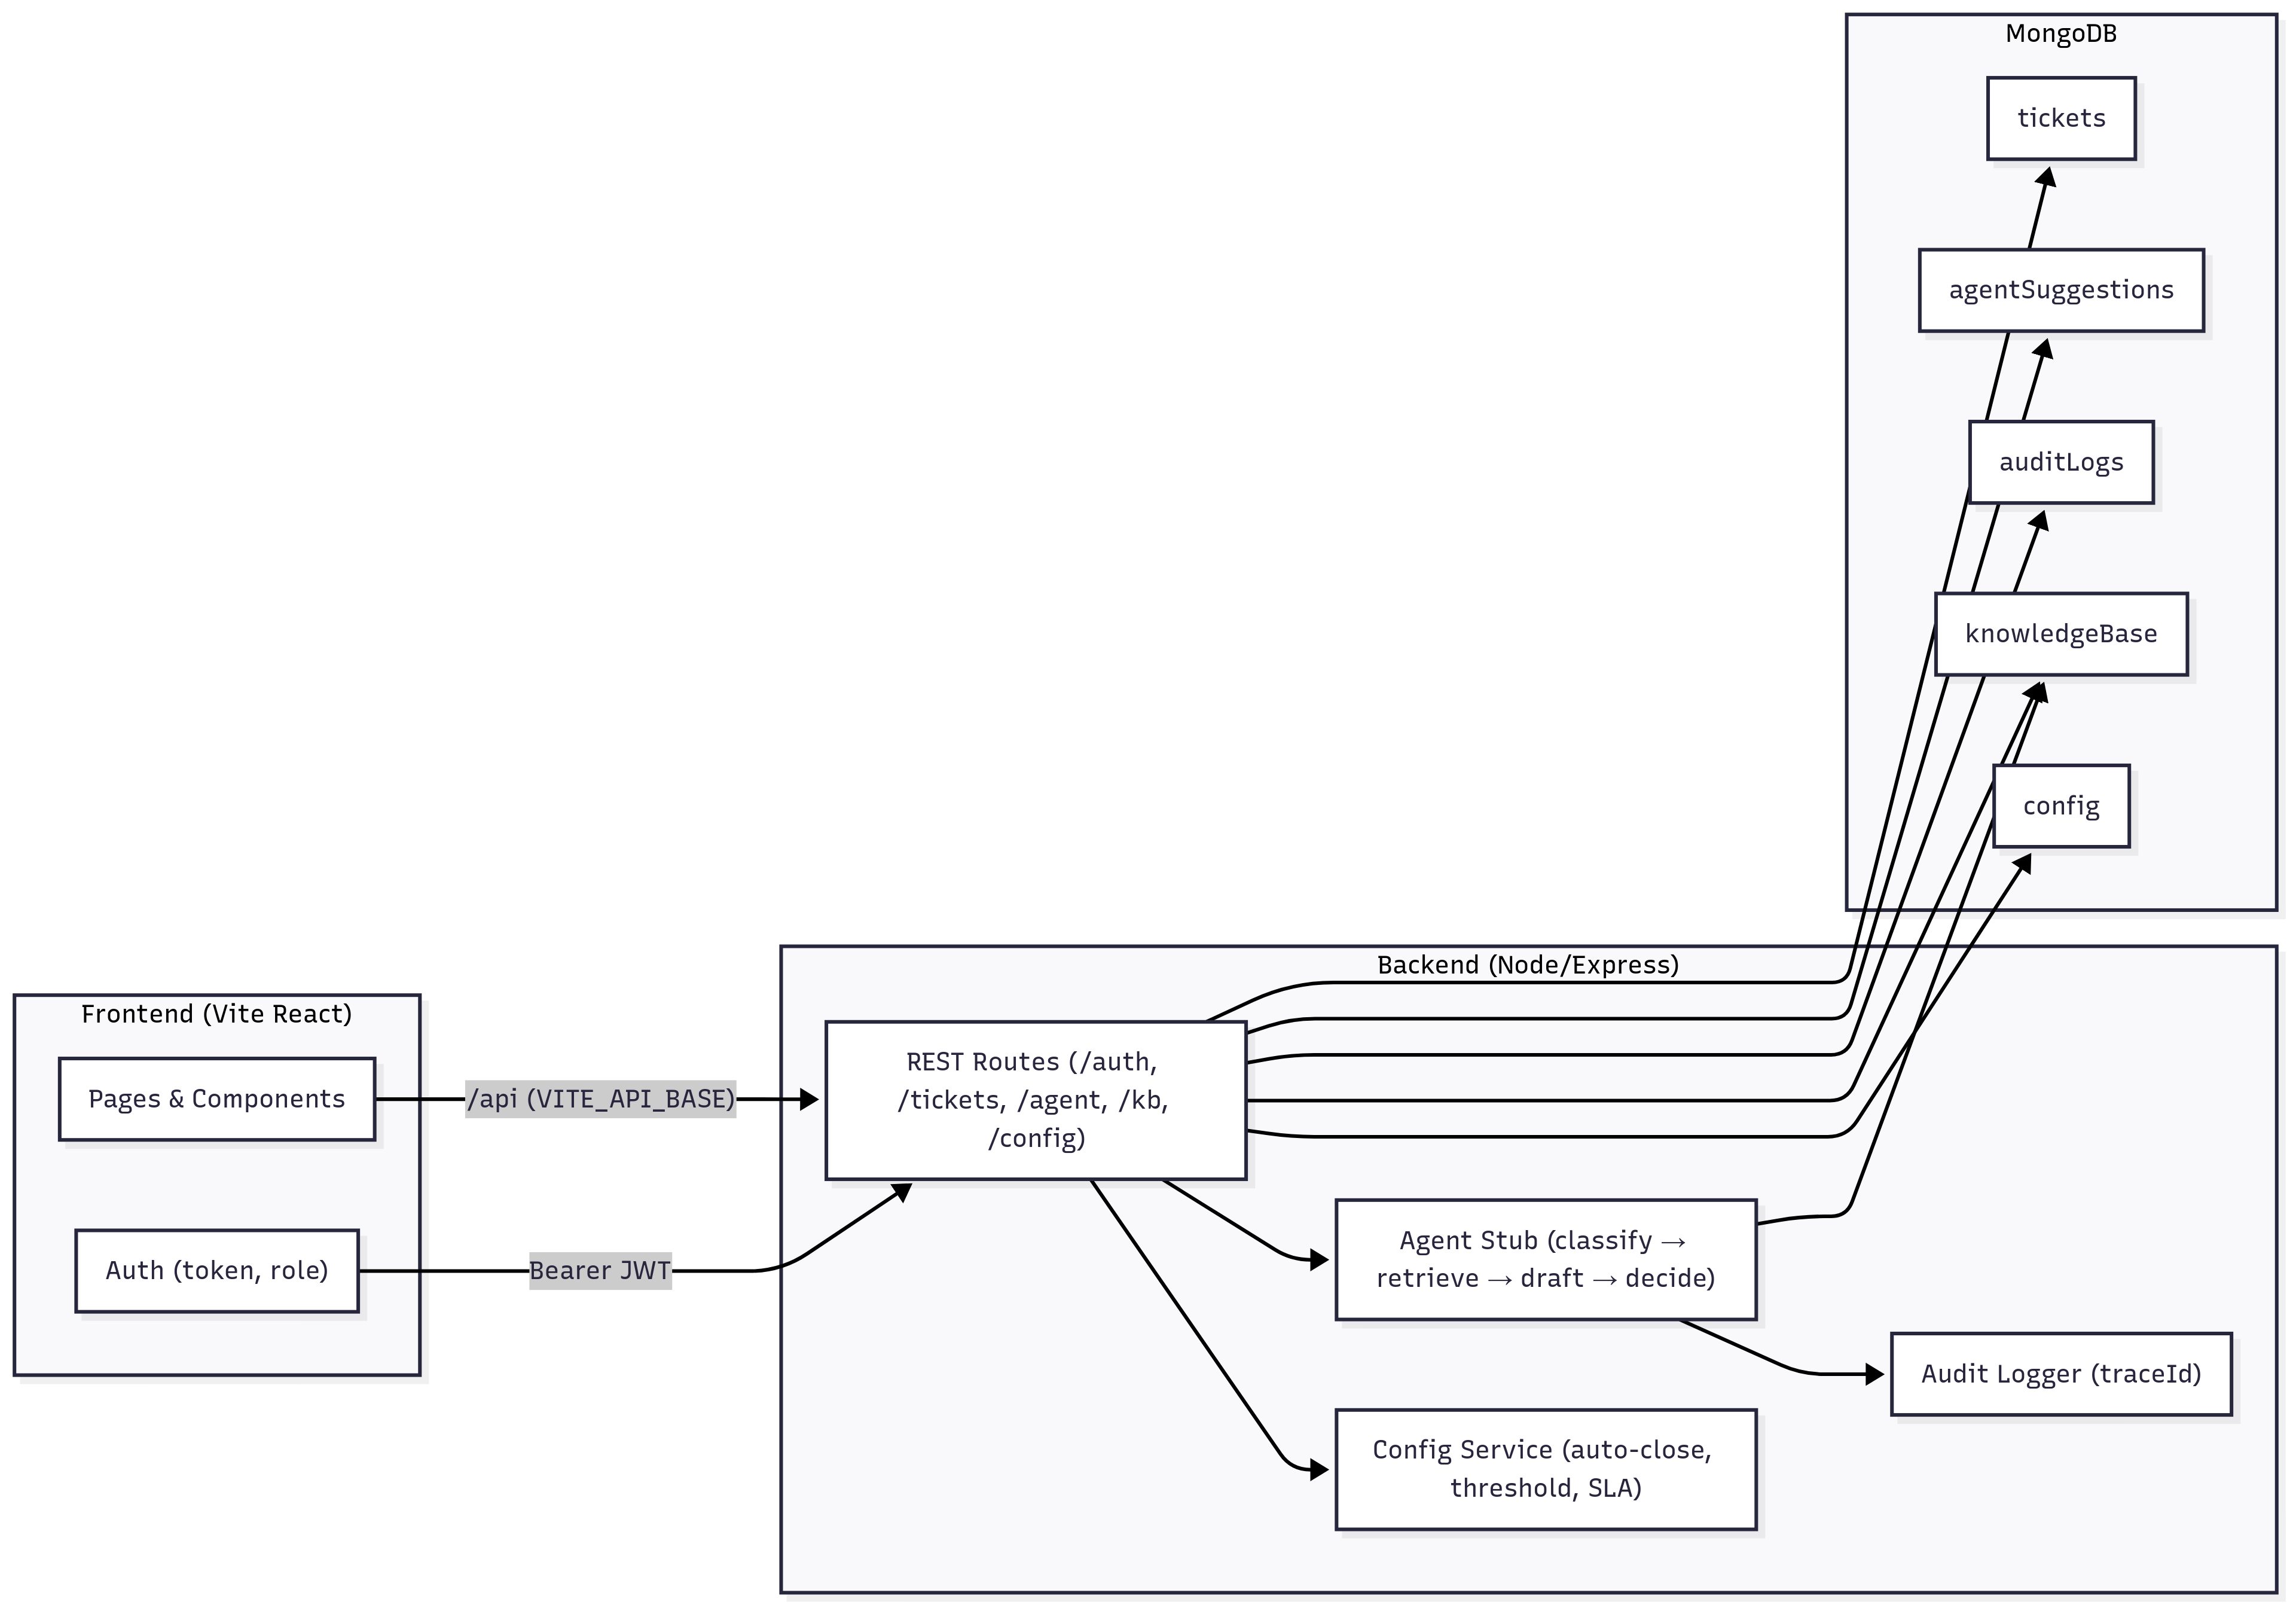 MongoDB
tickets
agentSuggestions
auditLogs
knowledgeBase
config
Backend (Node/Express)
Frontend (Vite React)
Pages & Components
/api (VITE_API_BASE)
REST Routes (/auth,
/tickets, /agent, /kb,
/config)
Auth (token, role)
Bearer JWT
Agent Stub (classify →
retrieve → draft → decide)
Audit Logger (traceId)
Config Service (auto-close,
threshold, SLA)